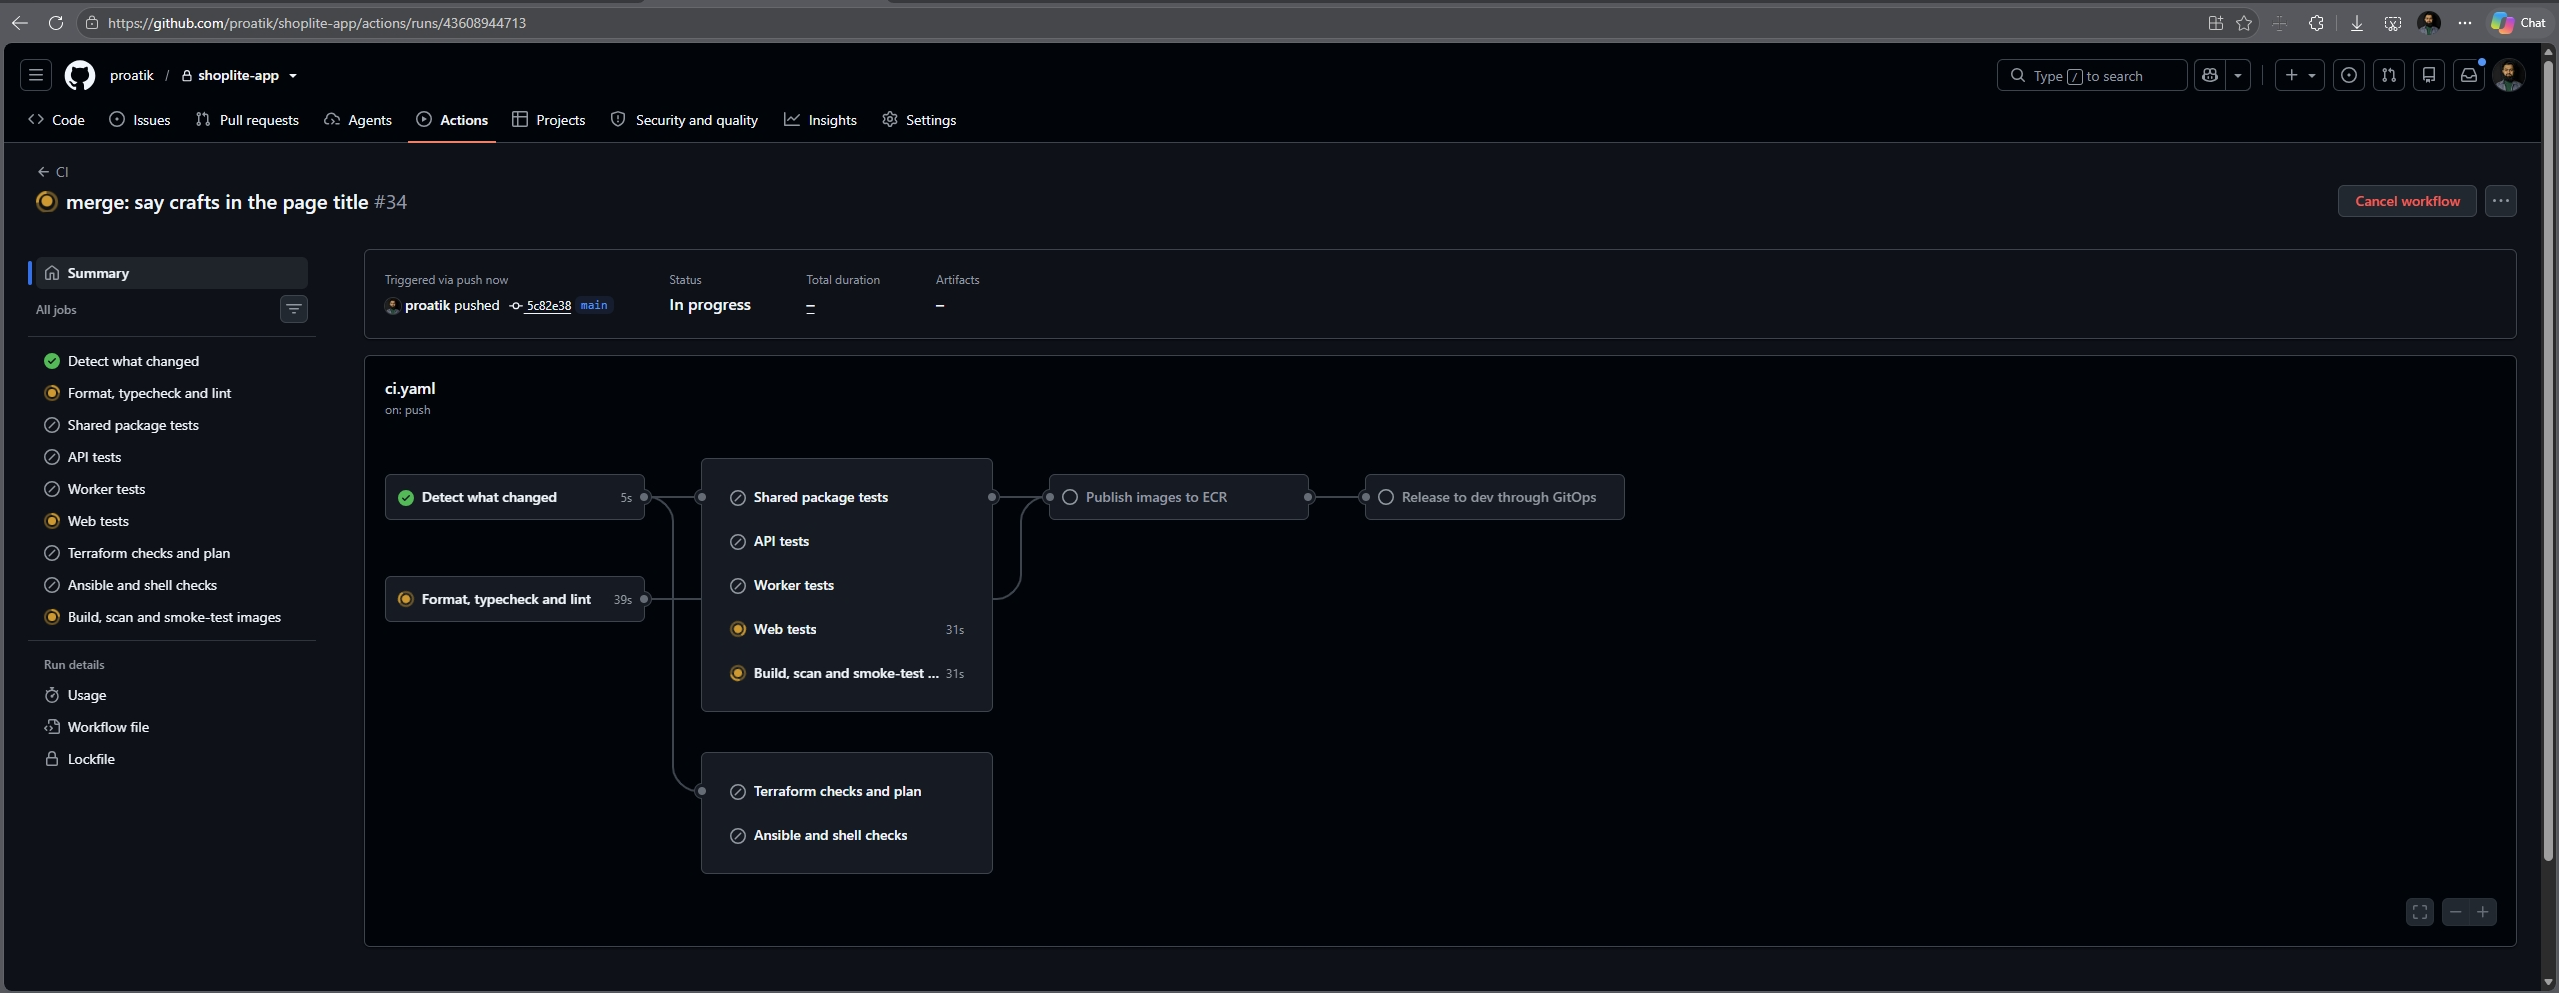 https://github.com/proatik/shoplite-app/actions/runs/43608944713
Chat
proatik / shoplite-app
Type / to search
Code Issues Pull requests Agents Actions Projects Security and quality Insights Settings
CI
merge: say crafts in the page title #34
Cancel workflow
Summary
All jobs
Detect what changed
Format, typecheck and lint
Shared package tests
API tests
Worker tests
Web tests
Terraform checks and plan
Ansible and shell checks
Build, scan and smoke-test images
Run details
Usage
Workflow file
Lockfile
Triggered via push now
proatik pushed 5c82e38 main
Status
In progress
Total duration
–
Artifacts
–
ci.yaml
on: push
Detect what changed 5s
Format, typecheck and lint 39s
Shared package tests
API tests
Worker tests
Web tests 31s
Build, scan and smoke-test ... 31s
Terraform checks and plan
Ansible and shell checks
Publish images to ECR
Release to dev through GitOps